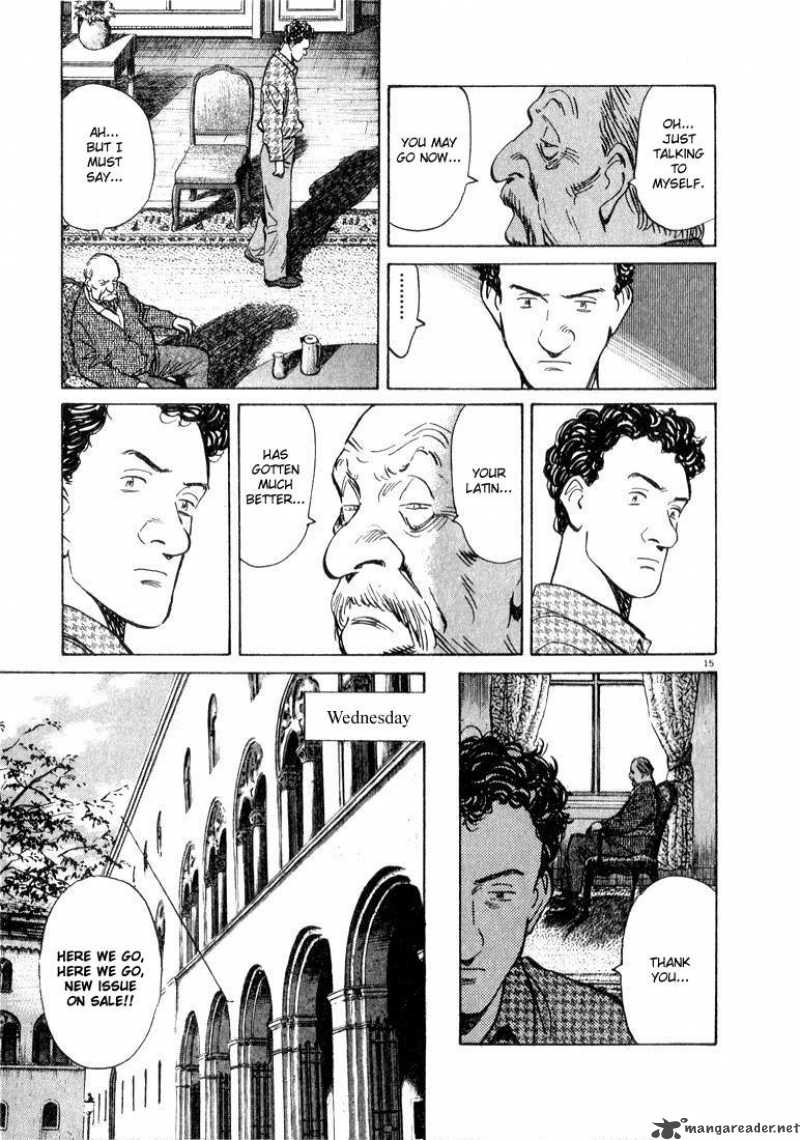 OH...
JUST
TALKING
TO
MYSELF.
YOU MAY
GO NOW...
........
AH...
BUT I
MUST
SAY...
YOUR
LATIN...
HAS
GOTTEN
MUCH
BETTER...
15
THANK
YOU...
Wednesday
HERE WE GO,
HERE WE GO,
NEW ISSUE
ON SALE!!
mangareader.net